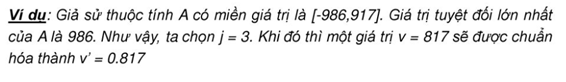 Ví dụ: Giả sử thuộc tính A có miền giá trị là [-986,917]. Giá trị tuyệt đối lớn nhất
của A là 986. Như vậy, ta chọn j = 3. Khi đó thì một giá trị v = 817 sẽ được chuẩn
hóa thành v’ = 0.817